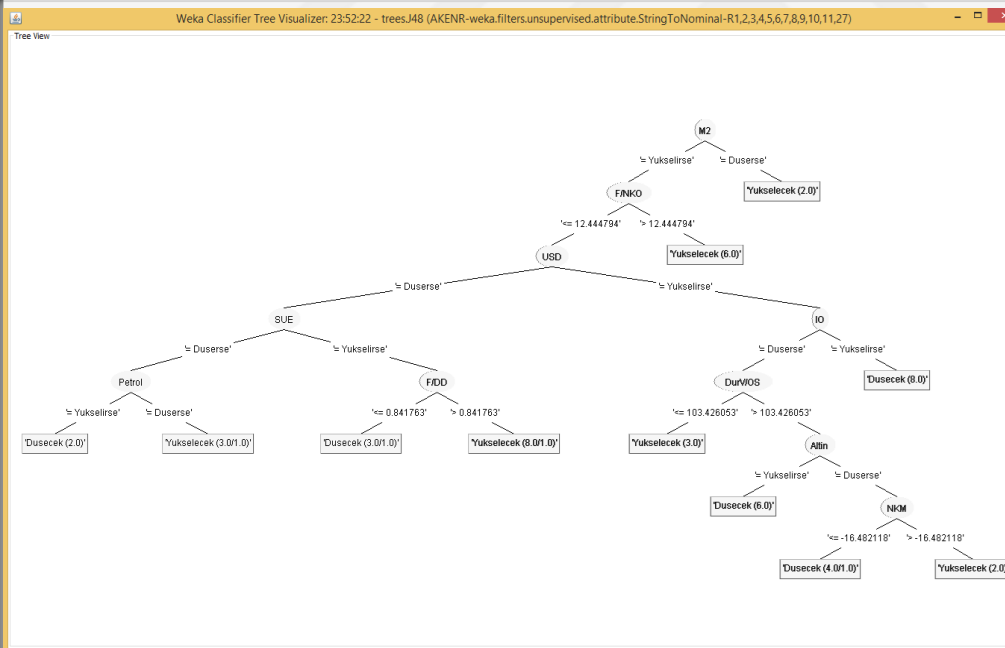 Weka Classifier Tree Visualizer: 23:52:22 - trees.J48 (AKENR-weka.filters.unsupervised.attribute.StringToNominal-R1,2,3,4,5,6,7,8,9,10,11,27)
Tree View
M2
'= Yukselirse' '= Duserse'
F/NKO 'Yukselecek (2.0)'
'<= 12.444794' '> 12.444794'
USD 'Yukselecek (6.0)'
'= Duserse' '= Yukselirse'
SUE IO
'= Duserse' '= Yukselirse' '= Duserse' '= Yukselirse'
Petrol F/DD DurV/OS 'Dusecek (8.0)'
'= Yukselirse' '= Duserse' '<= 0.841763' '> 0.841763' '<= 103.426053' '> 103.426053'
'Dusecek (2.0)' 'Yukselecek (3.0/1.0)' 'Dusecek (3.0/1.0)' 'Yukselecek (8.0/1.0)' 'Yukselecek (3.0)' Altin
'= Yukselirse' '= Duserse'
'Dusecek (6.0)' NKM
'<= -16.482118' '> -16.482118'
'Dusecek (4.0/1.0)' 'Yukselecek (2.0)